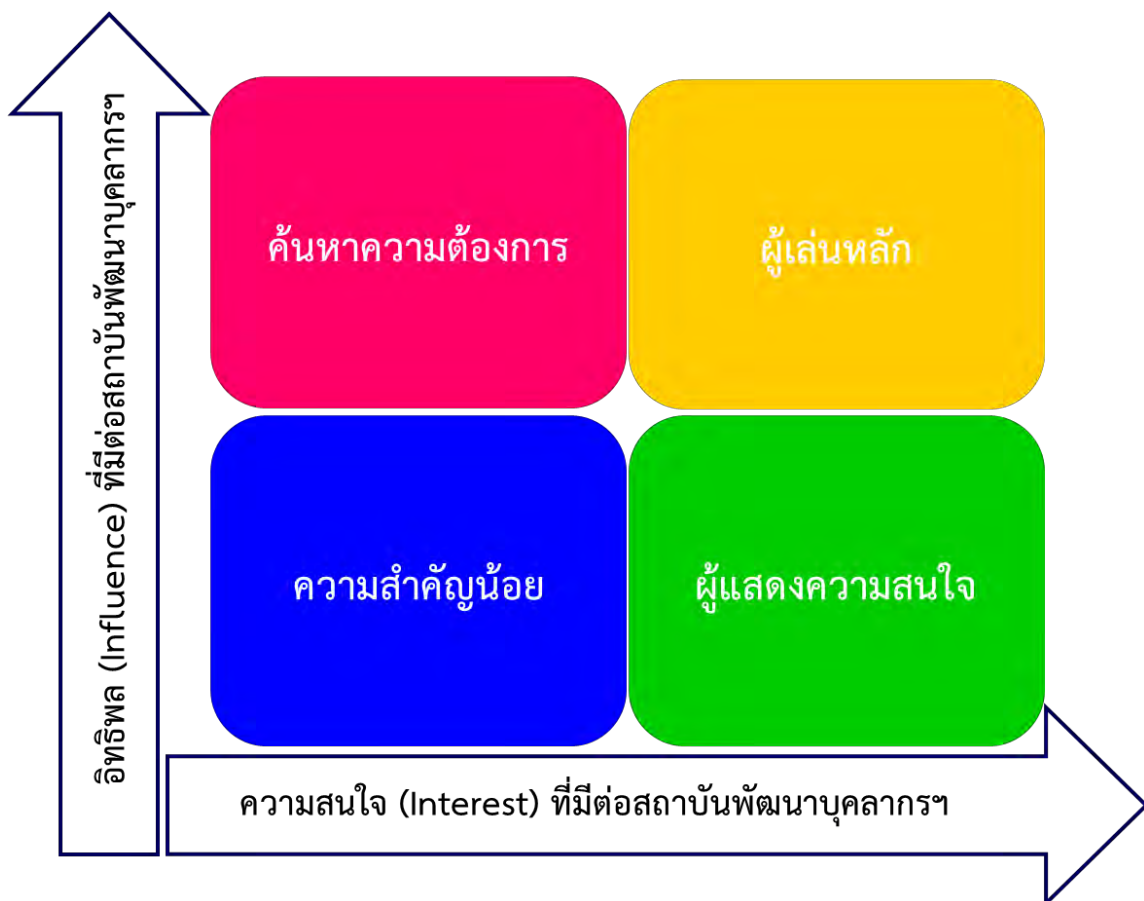 อิทธิพล (Influence) ที่มีต่อสถาบันพัฒนาบุคลากรฯ
ค้นหาความต้องการ
ผู้เล่นหลัก
ความสำคัญน้อย
ผู้แสดงความสนใจ
ความสนใจ (Interest) ที่มีต่อสถาบันพัฒนาบุคลากรฯ